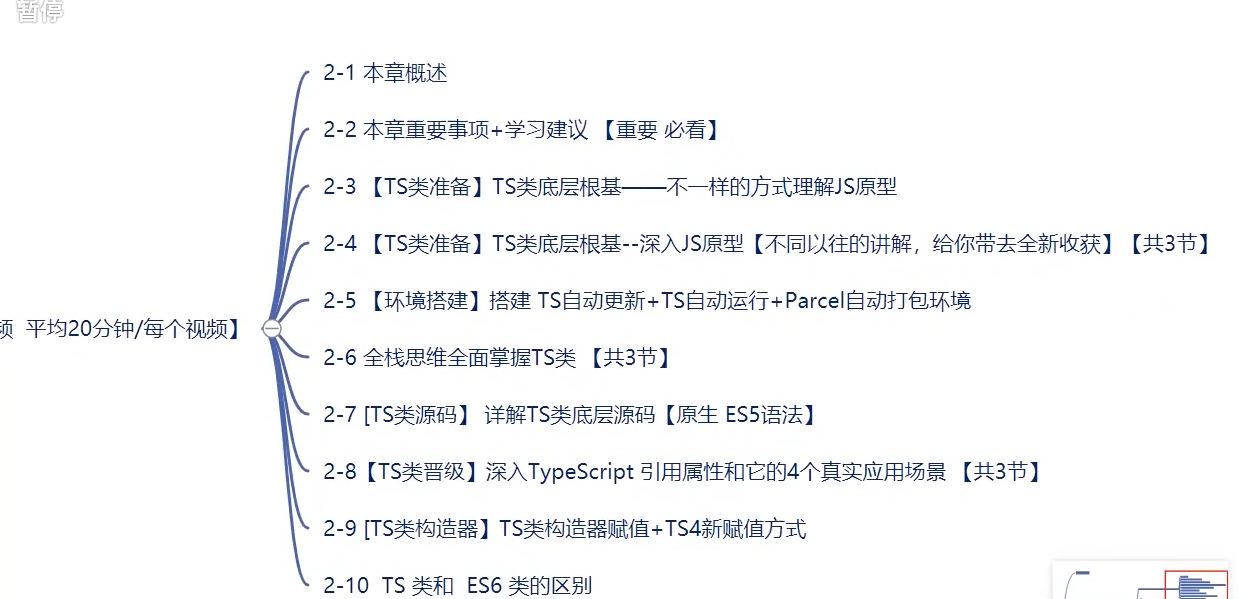 暂停
2-1 本章概述
2-2 本章重要事项+学习建议 【重要 必看】
2-3 【TS类准备】TS类底层根基——不一样的方式理解JS原型
2-4 【TS类准备】TS类底层根基--深入JS原型【不同以往的讲解，给你带去全新收获】【共3节】
2-5 【环境搭建】搭建 TS自动更新+TS自动运行+Parcel自动打包环境
频 平均20分钟/每个视频】
2-6 全栈思维全面掌握TS类 【共3节】
2-7 [TS类源码】 详解TS类底层源码【原生 ES5语法】
2-8【TS类晋级】深入TypeScript 引用属性和它的4个真实应用场景 【共3节】
2-9 [TS类构造器】TS类构造器赋值+TS4新赋值方式
2-10 TS 类和 ES6 类的区别